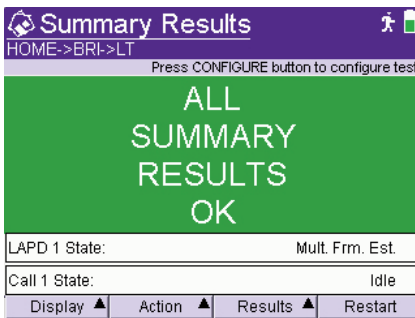 Summary Results
HOME->BRI->LT
Press CONFIGURE button to configure test
ALL
SUMMARY
RESULTS
OK
LAPD 1 State: Mult. Frm. Est.
Call 1 State: Idle
Display ▲ Action ▲ Results ▲ Restart